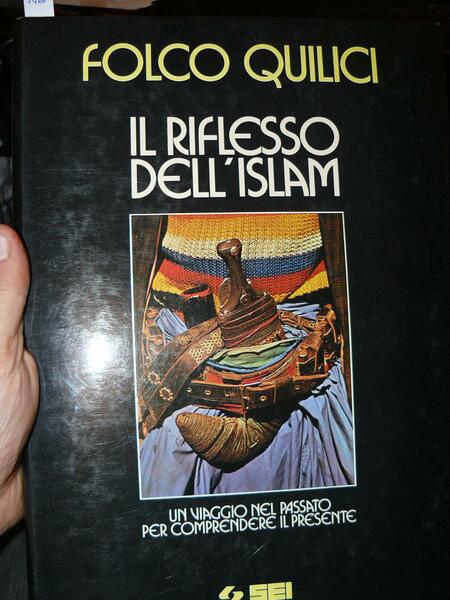 FOLCO QUILICI
IL RIFLESSO
DELL'ISLAM
UN VIAGGIO NEL PASSATO
PER COMPRENDERE IL PRESENTE
SEI